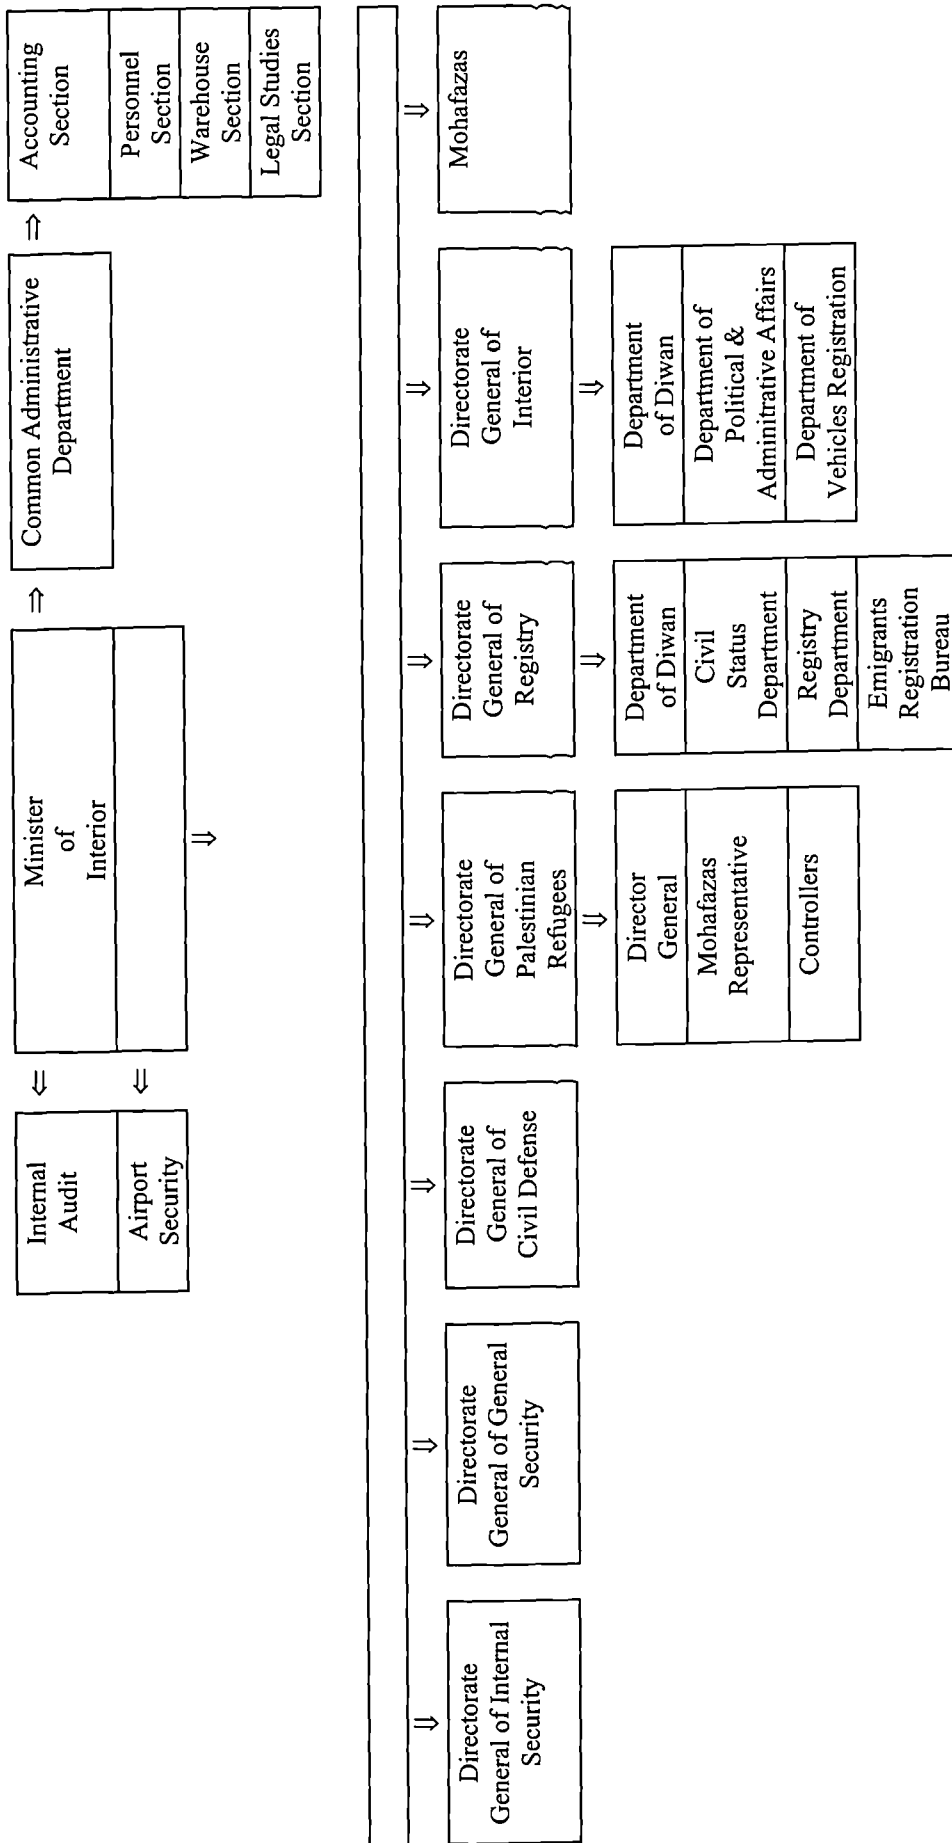 Internal
Audit
Airport
Security
Minister
of
Interior
Common Administrative
Department
Accounting
Section
Personnel
Section
Warehouse
Section
Legal Studies
Section
Directorate
General of Internal
Security
Directorate
General of General
Security
Directorate
General of
Civil Defense
Directorate
General of
Palestinian
Refugees
Directorate
General of
Registry
Directorate
General of
Interior
Mohafazas
Director
General
Mohafazas
Representative
Controllers
Department
of Diwan
Civil
Status
Department
Registry
Department
Emigrants
Registration
Bureau
Department
of Diwan
Department of
Political &
Adminitrative Affairs
Department of
Vehicles Registration